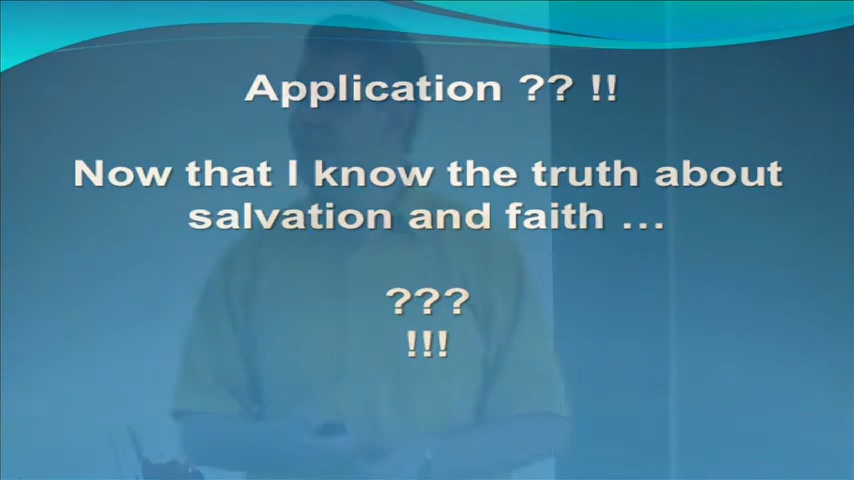 Application ?? !!
Now that I know the truth about
salvation and faith ...
???
!!!